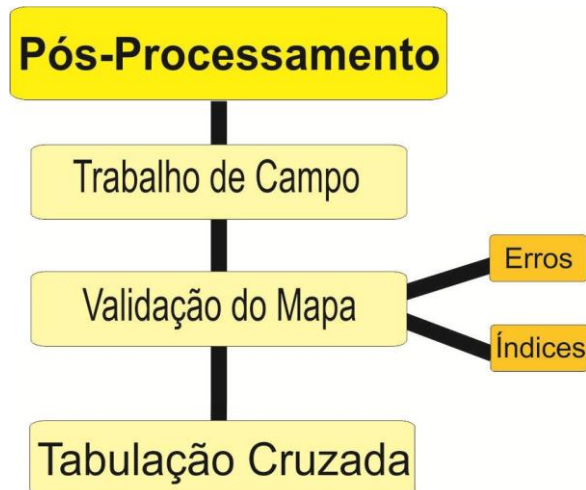 Pós-Processamento
Trabalho de Campo
Validação do Mapa
Erros
Índices
Tabulação Cruzada